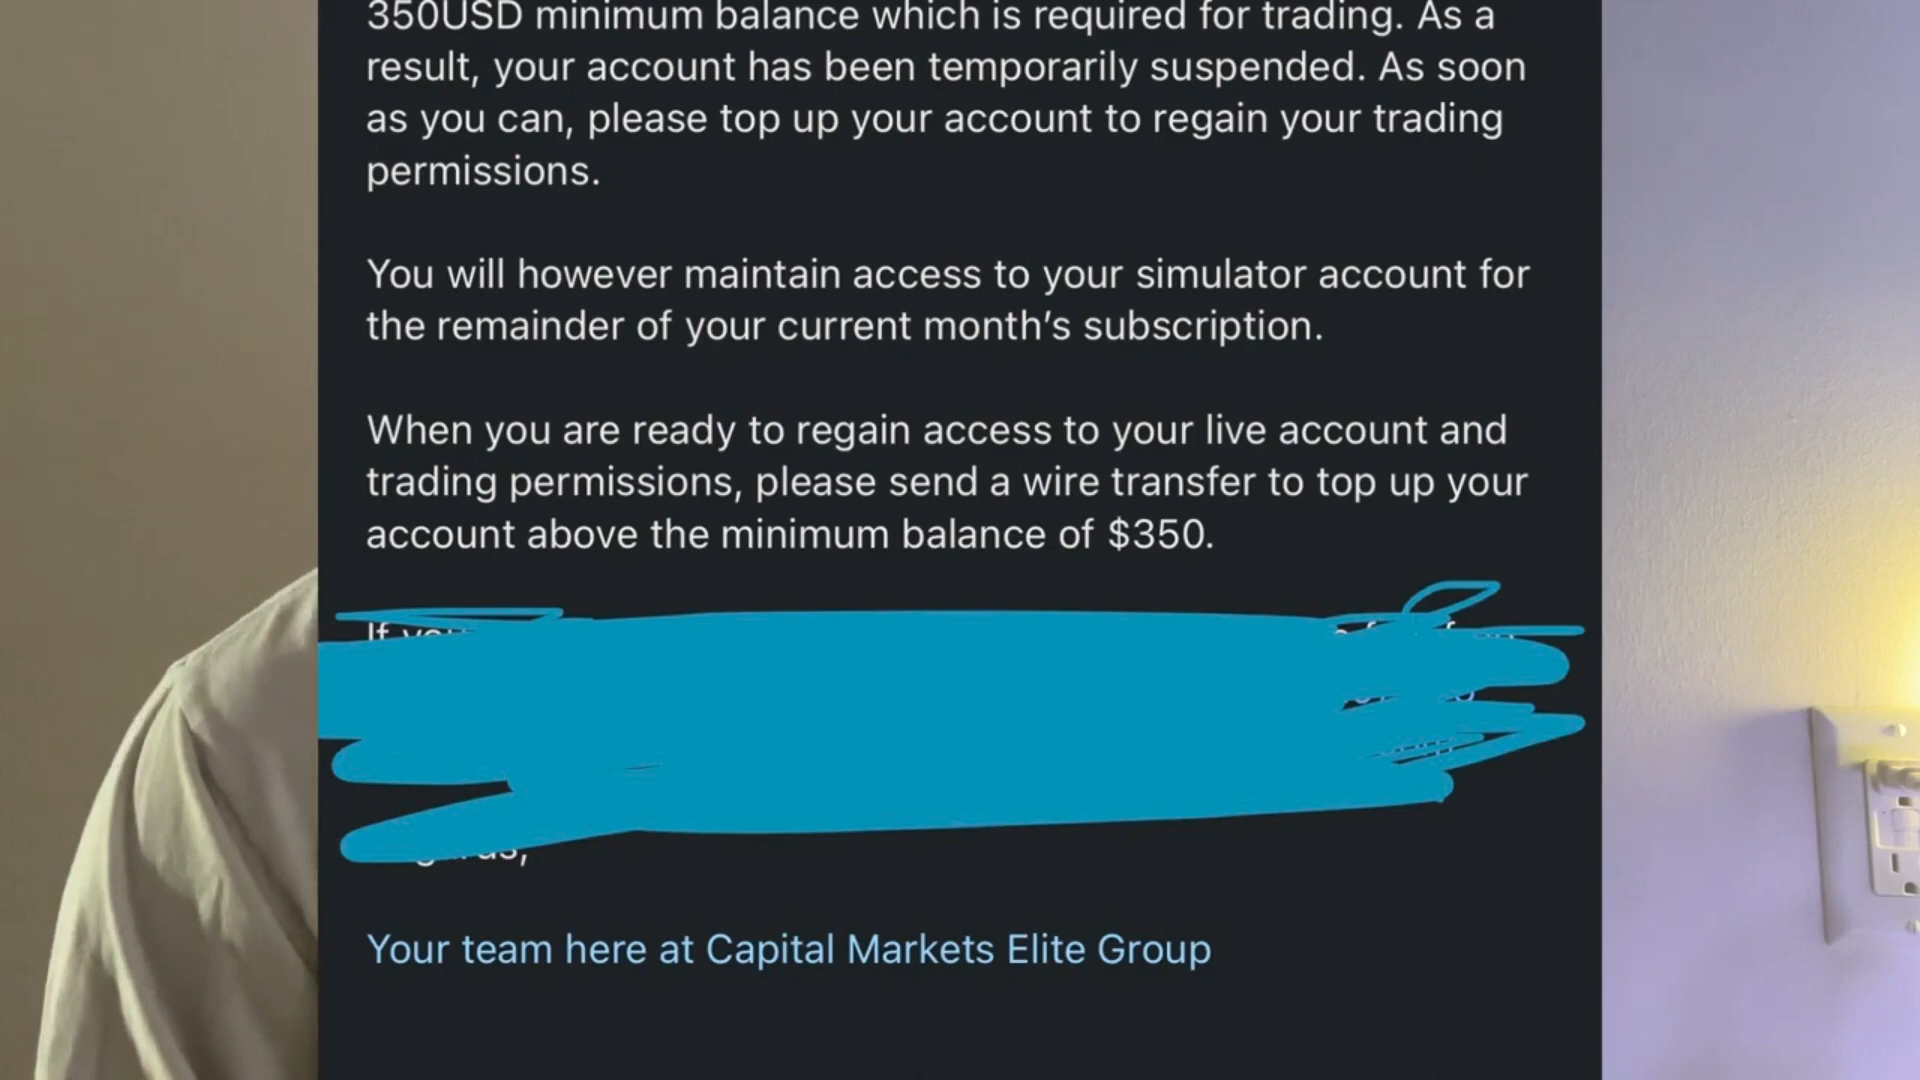 350USD minimum balance which is required for trading. As a
result, your account has been temporarily suspended. As soon
as you can, please top up your account to regain your trading
permissions.
You will however maintain access to your simulator account for
the remainder of your current month's subscription.
When you are ready to regain access to your live account and
trading permissions, please send a wire transfer to top up your
account above the minimum balance of $350.
If
Your team here at Capital Markets Elite Group